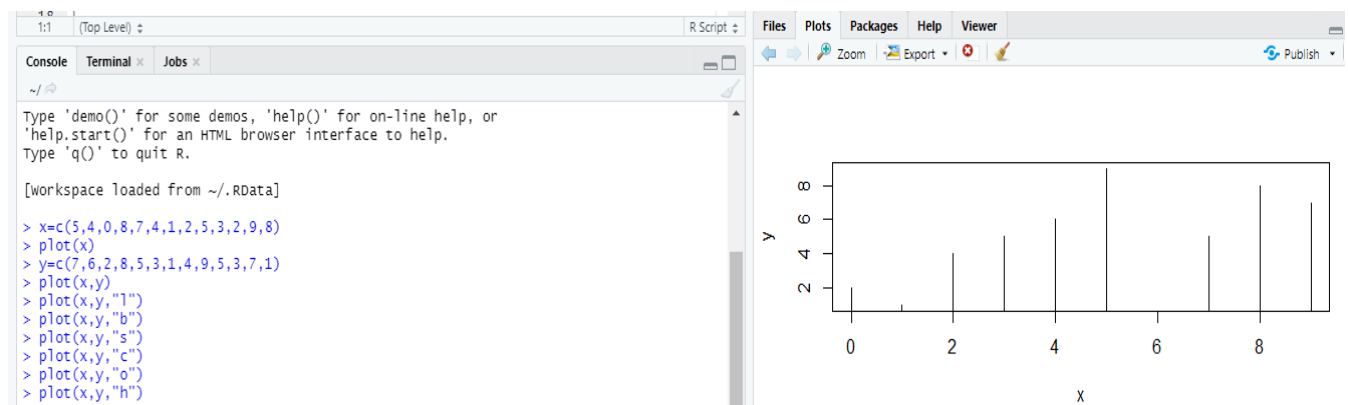 18
1:1 (Top Level) R Script
Console Terminal Jobs
~/
Type 'demo()' for some demos, 'help()' for on-line help, or
'help.start()' for an HTML browser interface to help.
Type 'q()' to quit R.
[Workspace loaded from ~/.RData]
> x=c(5,4,0,8,7,4,1,2,5,3,2,9,8)
> plot(x)
> y=c(7,6,2,8,5,3,1,4,9,5,3,7,1)
> plot(x,y)
> plot(x,y,"l")
> plot(x,y,"b")
> plot(x,y,"s")
> plot(x,y,"c")
> plot(x,y,"o")
> plot(x,y,"h")
Files Plots Packages Help Viewer
Zoom Export Publish
8
6
4
2
y
0 2 4 6 8
x